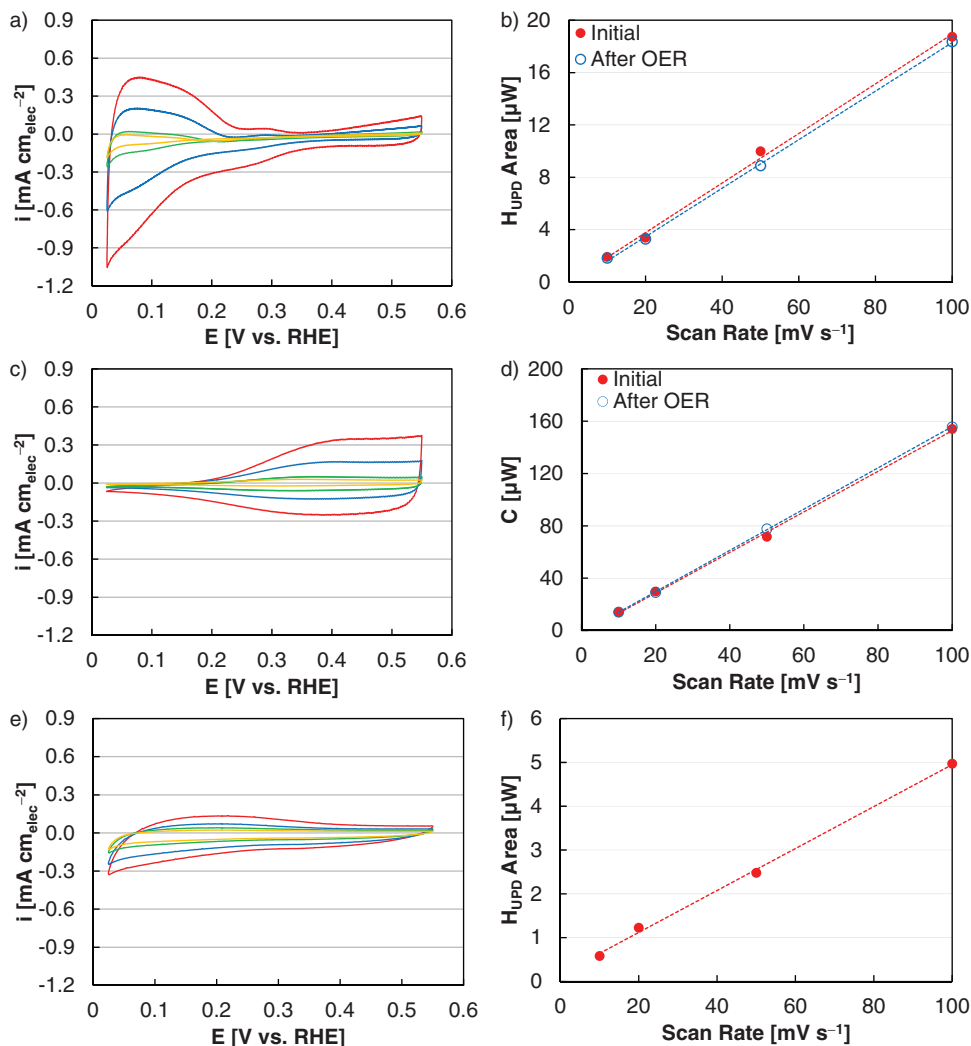 a)
0.9
0.6
0.3
0.0
-0.3
-0.6
-0.9
-1.2
i [mA cm_elec^−2]
0 0.1 0.2 0.3 0.4 0.5 0.6
E [V vs. RHE]
b)
Initial
After OER
20
16
12
8
4
0
H_UPD Area [µW]
0 20 40 60 80 100
Scan Rate [mV s^−1]
c)
0.9
0.6
0.3
0.0
-0.3
-0.6
-0.9
-1.2
i [mA cm_elec^−2]
0 0.1 0.2 0.3 0.4 0.5 0.6
E [V vs. RHE]
d)
Initial
After OER
200
160
120
80
40
0
C [µW]
0 20 40 60 80 100
Scan Rate [mV s^−1]
e)
0.9
0.6
0.3
0.0
-0.3
-0.6
-0.9
-1.2
i [mA cm_elec^−2]
0 0.1 0.2 0.3 0.4 0.5 0.6
E [V vs. RHE]
f)
6
5
4
3
2
1
0
H_UPD Area [µW]
0 20 40 60 80 100
Scan Rate [mV s^−1]